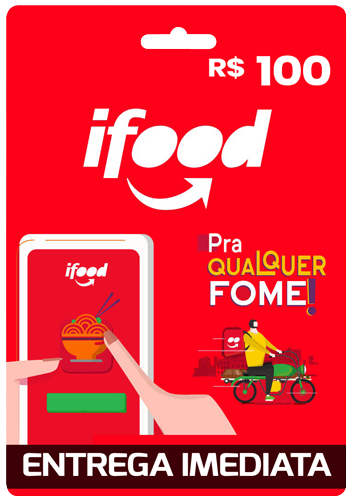 R$ 100
ifood
ifood
Pra
QUALQUER
FOME!
ENTREGA IMEDIATA